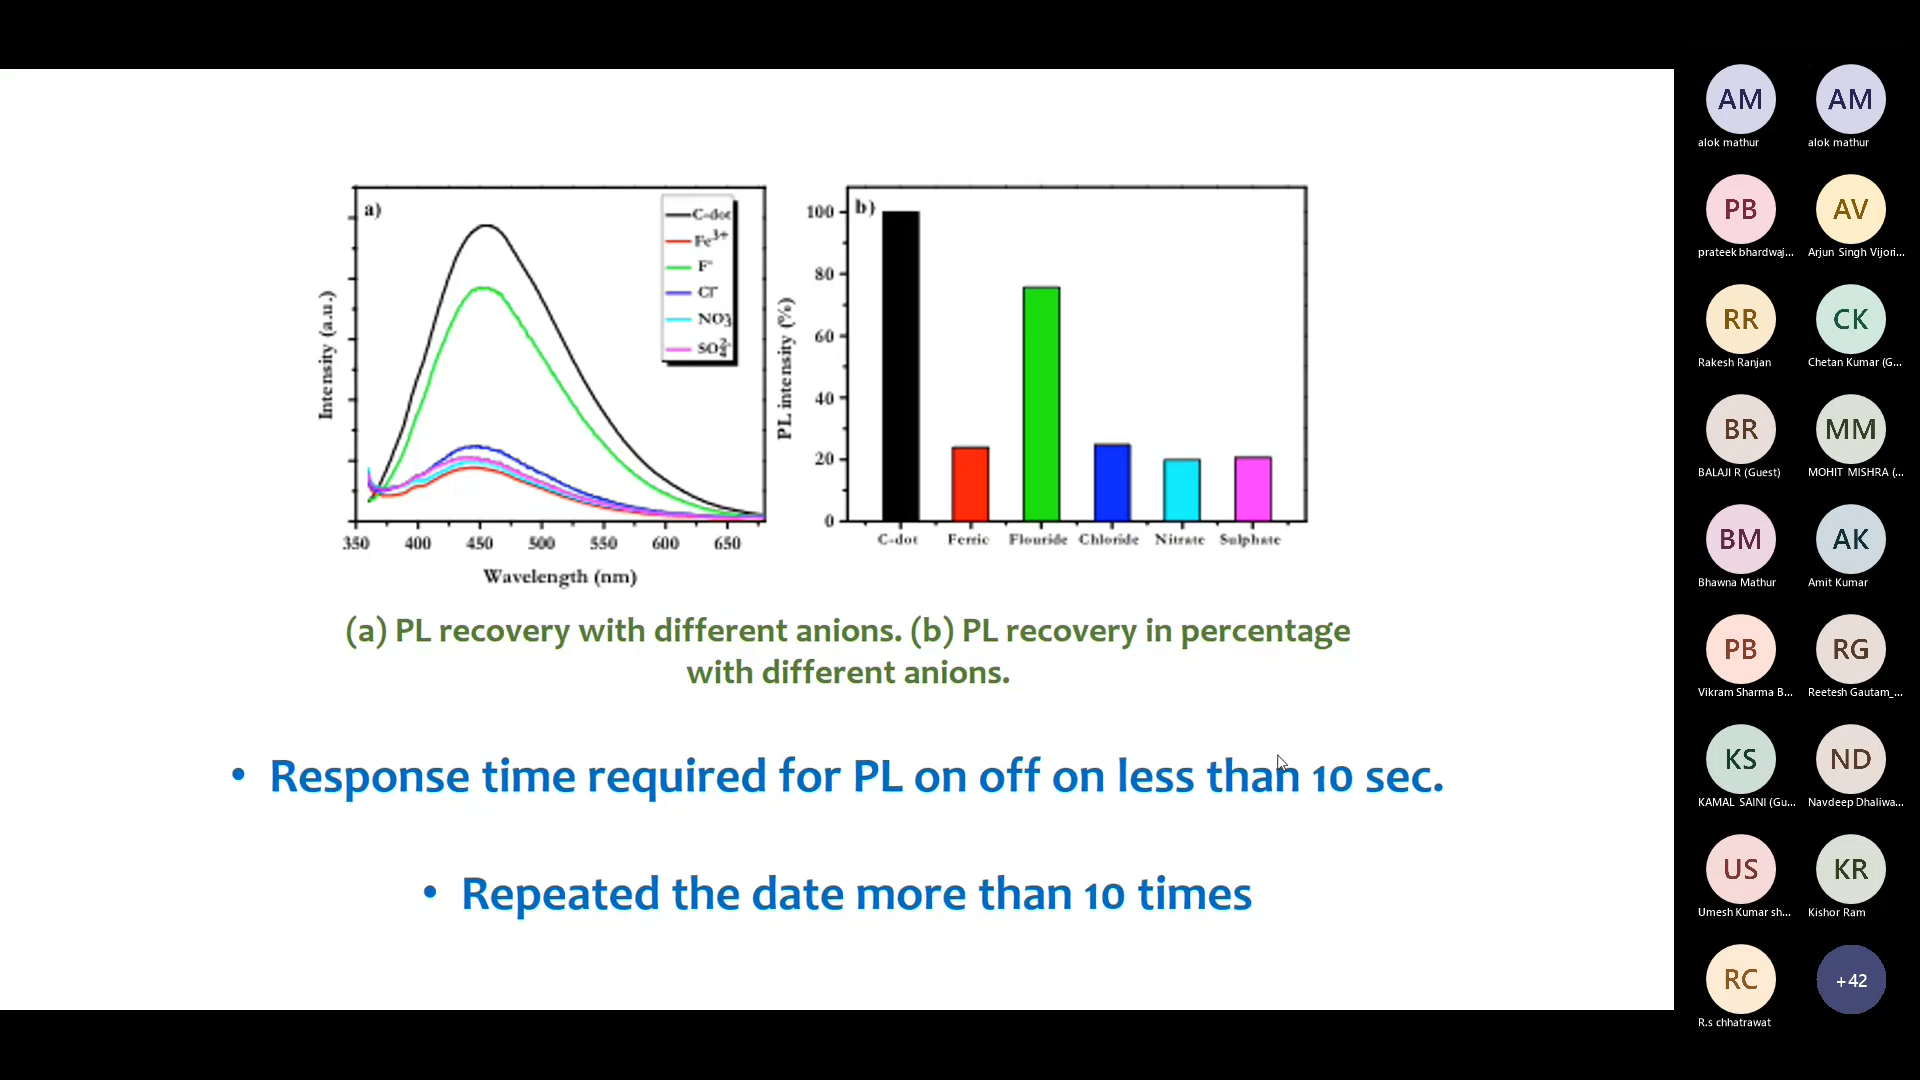 a)
C-dot
Fe3+
F-
Cl-
NO3-
SO42-
Intensity (a.u.)
350 400 450 500 550 600 650
Wavelength (nm)
b)
100
80
60
40
20
0
PL intensity (%)
C-dot Ferric Flouride Chloride Nitrate Sulphate
(a) PL recovery with different anions. (b) PL recovery in percentage
with different anions.
• Response time required for PL on off on less than 10 sec.
• Repeated the date more than 10 times
AM AM
alok mathur alok mathur
PB AV
prateek bhardwaj... Arjun Singh Vijori...
RR CK
Rakesh Ranjan Chetan Kumar (G...
BR MM
BALAJI R (Guest) MOHIT MISHRA (...
BM AK
Bhawna Mathur Amit Kumar
PB RG
Vikram Sharma B... Reetesh Gautam_...
KS ND
KAMAL SAINI (Gu... Navdeep Dhaliwa...
US KR
Umesh Kumar sh... Kishor Ram
RC +42
R.s chhatrawat